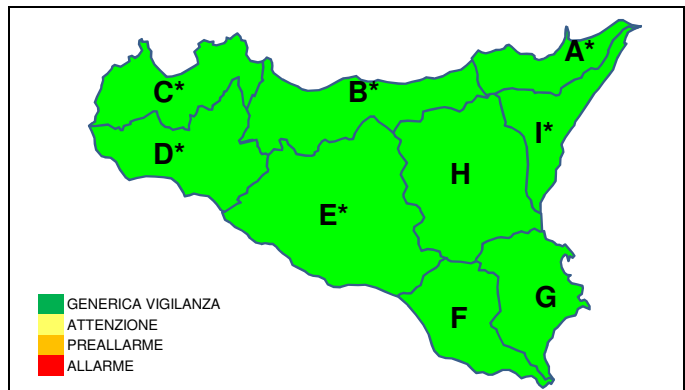 A*
C*
B*
I*
D*
H
E*
G
F
GENERICA VIGILANZA
ATTENZIONE
PREALLARME
ALLARME